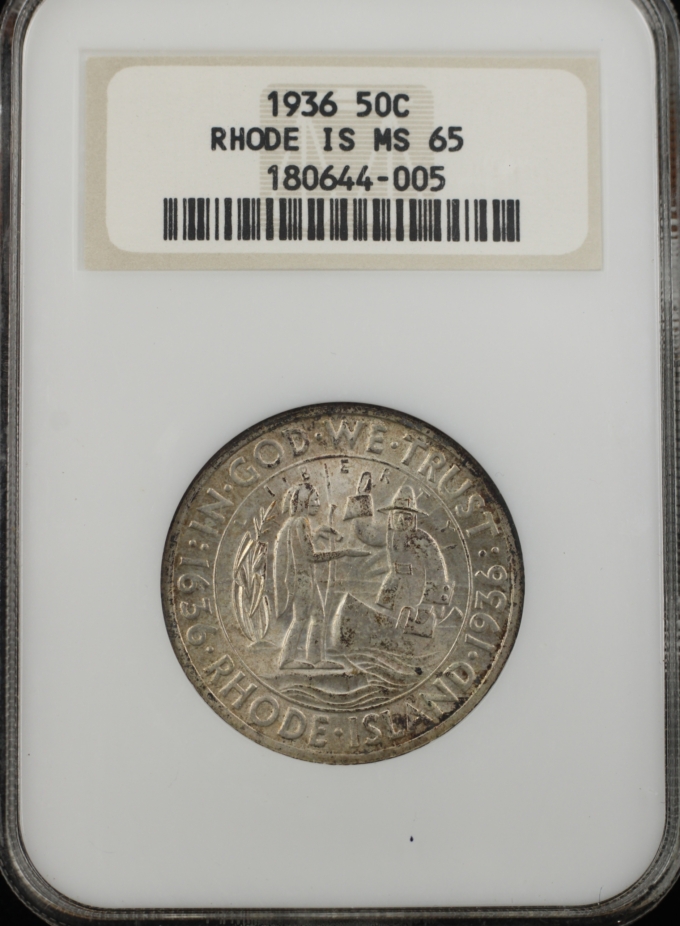 1936 50C
RHODE IS MS 65
180644-005
1636:IN·GOD·WE·TRUST:1936·RHODE·ISLAND
LIBERTY